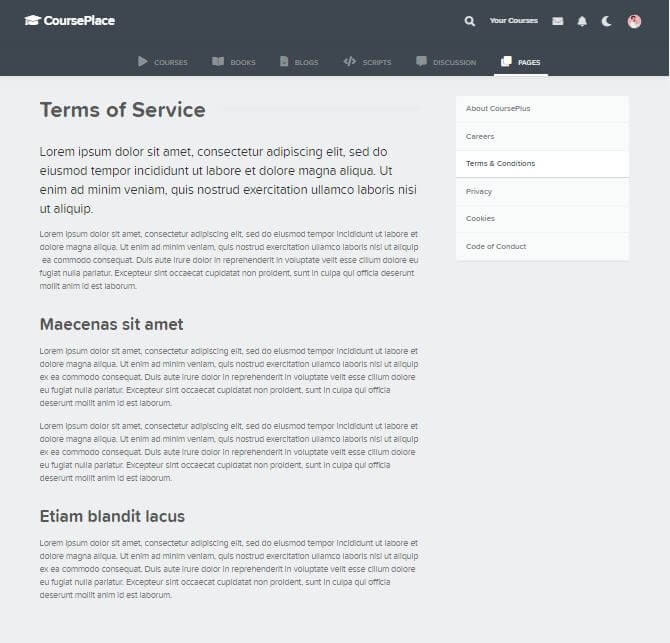 CoursePlace
Your Courses
COURSES
BOOKS
BLOGS
SCRIPTS
DISCUSSION
PAGES
Terms of Service
Lorem ipsum dolor sit amet, consectetur adipiscing elit, sed do
eiusmod tempor incididunt ut labore et dolore magna aliqua. Ut
enim ad minim veniam, quis nostrud exercitation ullamco laboris nisi
ut aliquip.
Lorem ipsum dolor sit amet, consectetur adipiscing elit, sed do eiusmod tempor incididunt ut labore et
dolore magna aliqua. Ut enim ad minim veniam, quis nostrud exercitation ullamco laboris nisi ut aliquip
ea commodo consequat. Duis aute irure dolor in reprehenderit in voluptate velit esse cillum dolore eu
fugiat nulla pariatur. Excepteur sint occaecat cupidatat non proident, sunt in culpa qui officia deserunt
mollit anim id est laborum.
Maecenas sit amet
Lorem ipsum dolor sit amet, consectetur adipiscing elit, sed do eiusmod tempor incididunt ut labore et
dolore magna aliqua. Ut enim ad minim veniam, quis nostrud exercitation ullamco laboris nisi ut aliquip
ex ea commodo consequat. Duis aute irure dolor in reprehenderit in voluptate velit esse cillum dolore
eu fugiat nulla pariatur. Excepteur sint occaecat cupidatat non proident, sunt in culpa qui officia
deserunt mollit anim id est laborum.
Lorem ipsum dolor sit amet, consectetur adipiscing elit, sed do eiusmod tempor incididunt ut labore et
dolore magna aliqua. Ut enim ad minim veniam, quis nostrud exercitation ullamco laboris nisi ut aliquip
ex ea commodo consequat. Duis aute irure dolor in reprehenderit in voluptate velit esse cillum dolore
eu fugiat nulla pariatur. Excepteur sint occaecat cupidatat non proident, sunt in culpa qui officia
deserunt mollit anim id est laborum.
Etiam blandit lacus
Lorem ipsum dolor sit amet, consectetur adipiscing elit, sed do eiusmod tempor incididunt ut labore et
dolore magna aliqua. Ut enim ad minim veniam, quis nostrud exercitation ullamco laboris nisi ut aliquip
ex ea commodo consequat. Duis aute irure dolor in reprehenderit in voluptate velit esse cillum dolore
eu fugiat nulla pariatur. Excepteur sint occaecat cupidatat non proident, sunt in culpa qui officia
deserunt mollit anim id est laborum.
About CoursePlus
Careers
Terms & Conditions
Privacy
Cookies
Code of Conduct